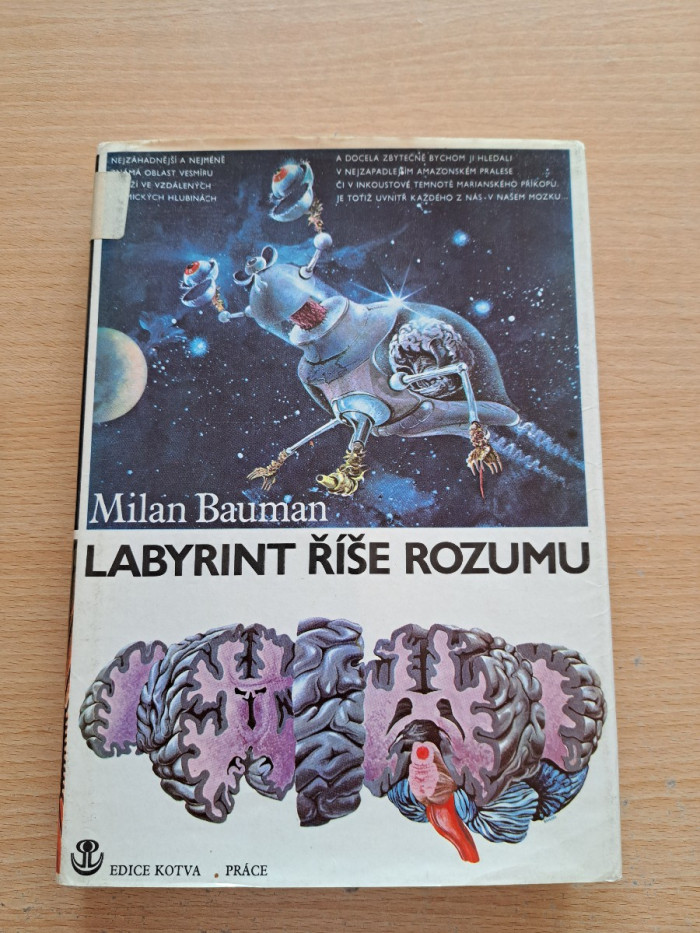 NEJZÁHADNĚJŠÍ A NEJMÉNĚ
ZNÁMÁ OBLAST VESMÍRU
VE VZDÁLENÝCH
HLUBINÁCH
A DOCELA ZBYTEČNĚ BYCHOM JI HLEDALI
V NEJZAPADLEJŠÍM AMAZONSKÉM PRALESE
ČI V INKOUSTOVÉ TEMNOTĚ MARIANSKÉHO PŘÍKOPU.
JE TOTIŽ UVNITŘ KAŽDÉHO Z NÁS - V NAŠEM MOZKU...
Milan Bauman
LABYRINT ŘÍŠE ROZUMU
EDICE KOTVA PRÁCE